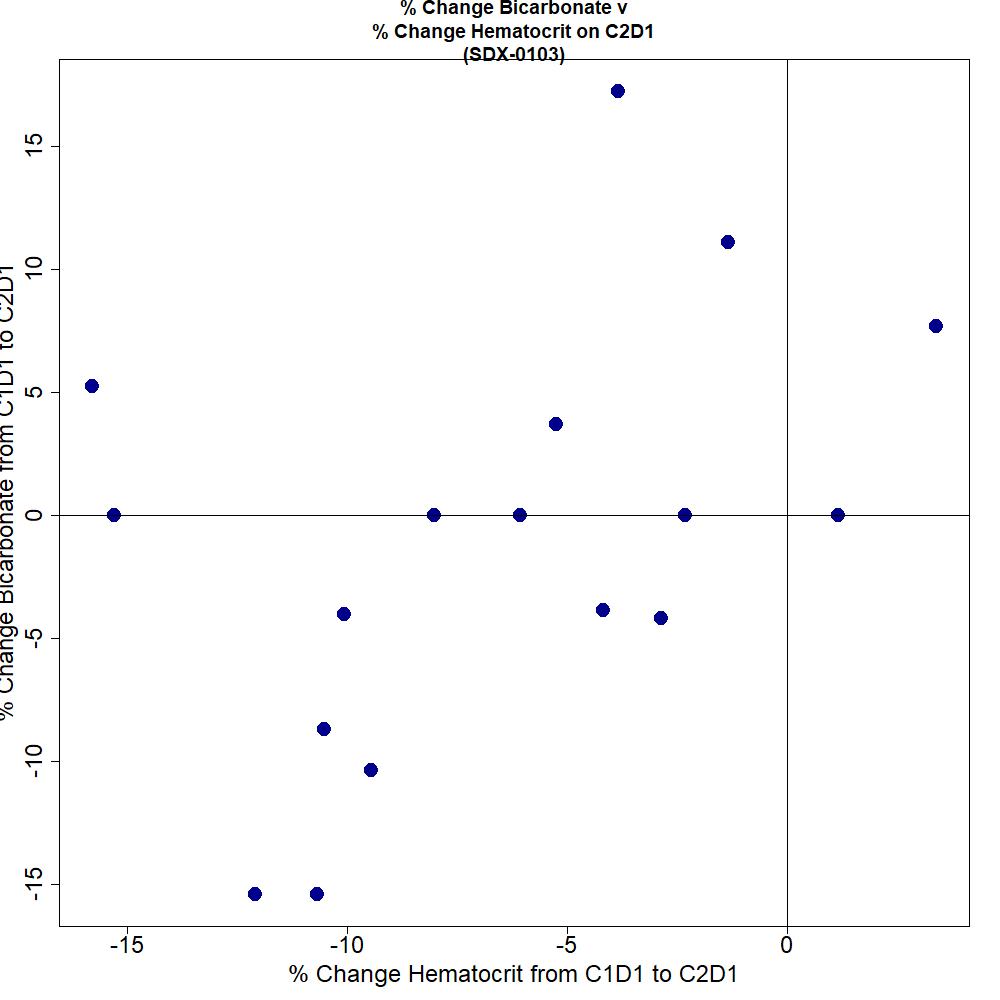 % Change Bicarbonate v
% Change Hematocrit on C2D1
(SDX-0103)
% Change Bicarbonate from C1D1 to C2D1
15
10
5
0
-5
-10
-15
-15
-10
-5
0
% Change Hematocrit from C1D1 to C2D1